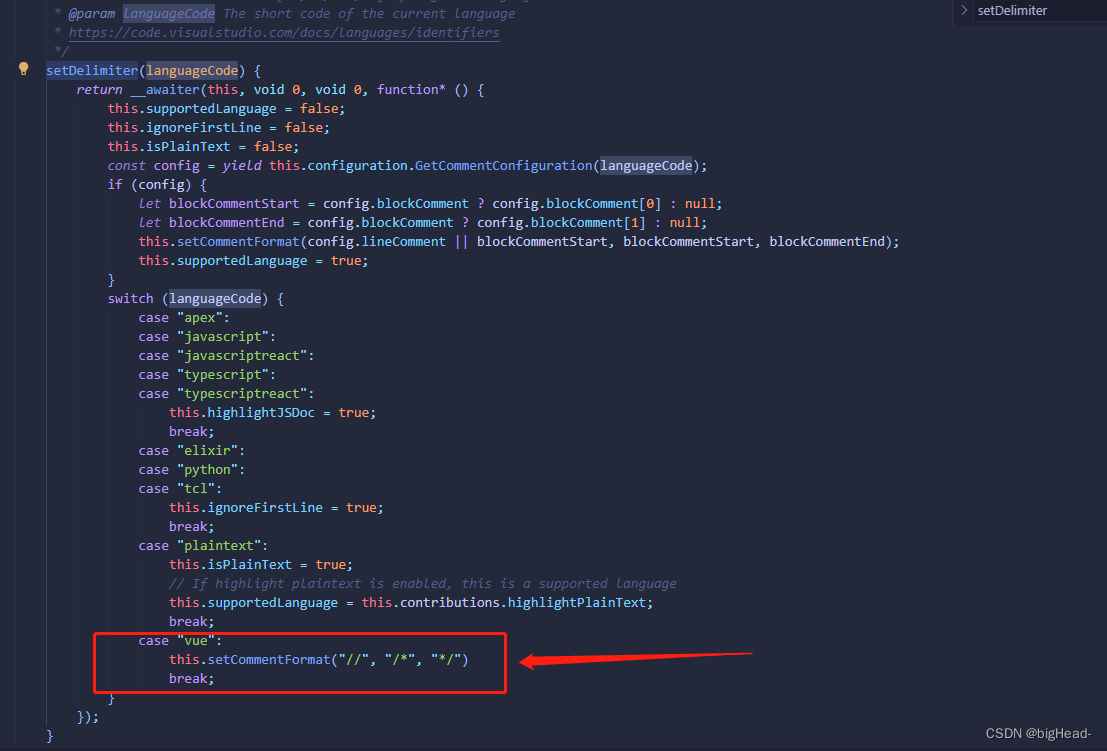 * @param languageCode The short code of the current language
* https://code.visualstudio.com/docs/languages/identifiers
*/
setDelimiter(languageCode) {
return __awaiter(this, void 0, void 0, function* () {
this.supportedLanguage = false;
this.ignoreFirstLine = false;
this.isPlainText = false;
const config = yield this.configuration.GetCommentConfiguration(languageCode);
if (config) {
let blockCommentStart = config.blockComment ? config.blockComment[0] : null;
let blockCommentEnd = config.blockComment ? config.blockComment[1] : null;
this.setCommentFormat(config.lineComment || blockCommentStart, blockCommentStart, blockCommentEnd);
this.supportedLanguage = true;
}
switch (languageCode) {
case "apex":
case "javascript":
case "javascriptreact":
case "typescript":
case "typescriptreact":
this.highlightJSDoc = true;
break;
case "elixir":
case "python":
case "tcl":
this.ignoreFirstLine = true;
break;
case "plaintext":
this.isPlainText = true;
// If highlight plaintext is enabled, this is a supported language
this.supportedLanguage = this.contributions.highlightPlainText;
break;
case "vue":
this.setCommentFormat("//", "/*", "*/")
break;
}
});
}
setDelimiter
CSDN @bigHead-